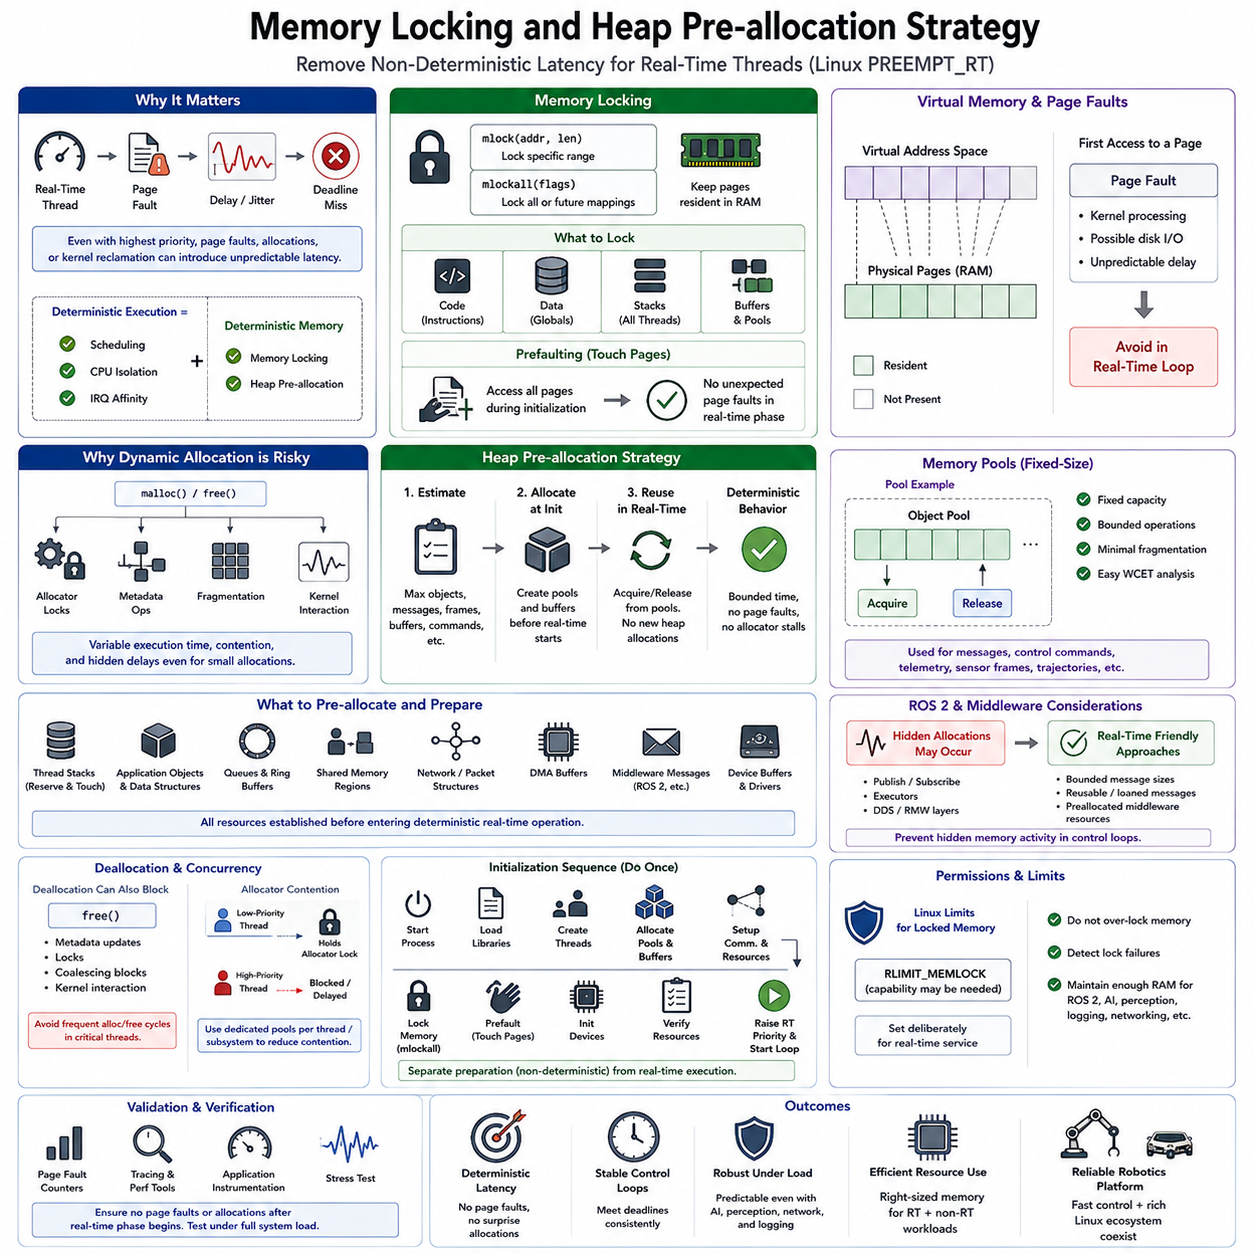 Memory Locking and Heap Pre-allocation Strategy
Remove Non-Deterministic Latency for Real-Time Threads (Linux PREEMPT_RT)
Why It Matters
Real-Time
Thread
Page
Fault
Delay / Jitter
Deadline
Miss
Even with highest priority, page faults, allocations,
or kernel reclamation can introduce unpredictable latency.
Deterministic Execution =
Scheduling
CPU Isolation
IRQ Affinity
+
Deterministic Memory
Memory Locking
Heap Pre-allocation
Memory Locking
mlock(addr, len)
Lock specific range
mlockall(flags)
Lock all or future mappings
Keep pages
resident in RAM
What to Lock
Code
(Instructions)
Data
(Globals)
Stacks
(All Threads)
Buffers
& Pools
Prefaulting (Touch Pages)
Access all pages
during initialization
No unexpected
page faults in
real-time phase
Virtual Memory & Page Faults
Virtual Address Space
Physical Pages (RAM)
Resident
Not Present
First Access to a Page
Page Fault
• Kernel processing
• Possible disk I/O
• Unpredictable delay
Avoid in
Real-Time Loop
Why Dynamic Allocation is Risky
malloc() / free()
Allocator
Locks
Metadata
Ops
Fragmentation
Kernel
Interaction
Variable execution time, contention,
and hidden delays even for small allocations.
Heap Pre-allocation Strategy
1. Estimate
Max objects,
messages, frames,
buffers, commands,
etc.
2. Allocate
at Init
Create pools
and buffers
before real-time
starts
3. Reuse
in Real-Time
Acquire/Release
from pools.
No new heap
allocations
Deterministic
Behavior
Bounded time,
no page faults,
no allocator stalls
Memory Pools (Fixed-Size)
Pool Example
Object Pool
...
Acquire
Release
Fixed capacity
Bounded operations
Minimal fragmentation
Easy WCET analysis
Used for messages, control commands,
telemetry, sensor frames, trajectories, etc.
What to Pre-allocate and Prepare
Thread Stacks
(Reserve & Touch)
Application Objects
& Data Structures
Queues & Ring
Buffers
Shared Memory
Regions
Network / Packet
Structures
DMA Buffers
Middleware Messages
(ROS 2, etc.)
Device Buffers
& Drivers
All resources established before entering deterministic real-time operation.
ROS 2 & Middleware Considerations
Hidden Allocations
May Occur
• Publish / Subscribe
• Executors
• DDS / RMW layers
Real-Time Friendly
Approaches
• Bounded message sizes
• Reusable / loaned messages
• Preallocated middleware
resources
Prevent hidden memory activity in control loops.
Deallocation & Concurrency
Deallocation Can Also Block
free()
• Metadata updates
• Locks
• Coalescing blocks
• Kernel interaction
Avoid frequent alloc/free cycles
in critical threads.
Allocator Contention
Low-Priority
Thread
Holds
Allocator Lock
High-Priority
Thread
Blocked /
Delayed
Use dedicated pools per thread /
subsystem to reduce contention.
Initialization Sequence (Do Once)
Start
Process
Load
Libraries
Create
Threads
Allocate
Pools &
Buffers
Setup
Comm. &
Resources
Lock
Memory
(mlockall)
Prefault
(Touch Pages)
Init
Devices
Verify
Resources
Raise RT
Priority &
Start Loop
Separate preparation (non-deterministic) from real-time execution.
Permissions & Limits
Linux Limits
for Locked Memory
RLIMIT_MEMLOCK
(capability may be needed)
Set deliberately
for real-time service
Do not over-lock memory
Detect lock failures
Maintain enough RAM for
ROS 2, AI, perception,
logging, networking, etc.
Validation & Verification
Page Fault
Counters
Tracing &
Perf Tools
Application
Instrumentation
Stress Test
Ensure no page faults or allocations after
real-time phase begins. Test under full system load.
Outcomes
Deterministic
Latency
No page faults,
no surprise
allocations
Stable Control
Loops
Meet deadlines
consistently
Robust Under Load
Predictable even with
AI, perception, network,
and logging
Efficient Resource Use
Right-sized memory
for RT + non-RT
workloads
Reliable Robotics
Platform
Fast control + rich
Linux ecosystem
coexist